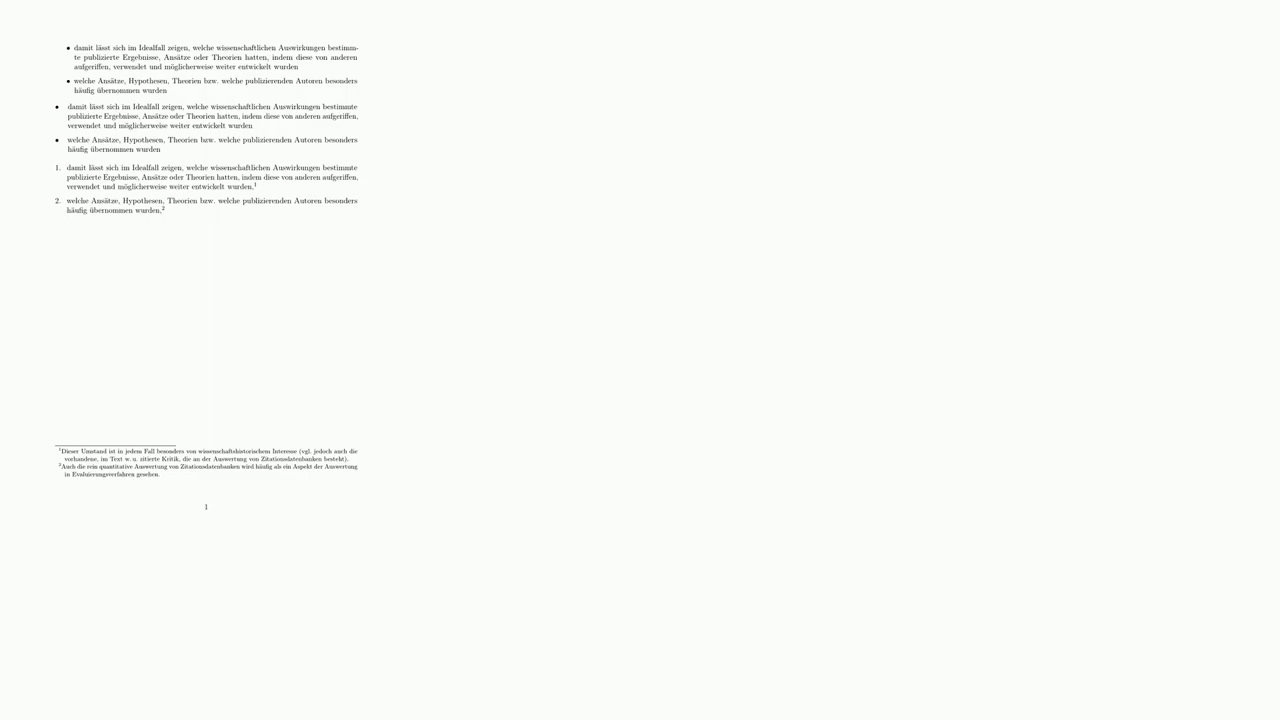 • damit lässt sich im Idealfall zeigen, welche wissenschaftlichen Auswirkungen bestimm-
te publizierte Ergebnisse, Ansätze oder Theorien hatten, indem diese von anderen
aufgeriffen, verwendet und möglicherweise weiter entwickelt wurden
• welche Ansätze, Hypothesen, Theorien bzw. welche publizierenden Autoren besonders
häufig übernommen wurden
• damit lässt sich im Idealfall zeigen, welche wissenschaftlichen Auswirkungen bestimmte
publizierte Ergebnisse, Ansätze oder Theorien hatten, indem diese von anderen aufgeriffen,
verwendet und möglicherweise weiter entwickelt wurden
• welche Ansätze, Hypothesen, Theorien bzw. welche publizierenden Autoren besonders
häufig übernommen wurden
1. damit lässt sich im Idealfall zeigen, welche wissenschaftlichen Auswirkungen bestimmte
publizierte Ergebnisse, Ansätze oder Theorien hatten, indem diese von anderen aufgeriffen,
verwendet und möglicherweise weiter entwickelt wurden,¹
2. welche Ansätze, Hypothesen, Theorien bzw. welche publizierenden Autoren besonders
häufig übernommen wurden,²
¹Dieser Umstand ist in jedem Fall besonders von wissenschaftshistorischem Interesse (vgl. jedoch auch die
vorhandene, im Text w. u. zitierte Kritik, die an der Auswertung von Zitationsdatenbanken besteht).
²Auch die rein quantitative Auswertung von Zitationsdatenbanken wird häufig als ein Aspekt der Auswertung
in Evaluierungsverfahren gesehen.
1